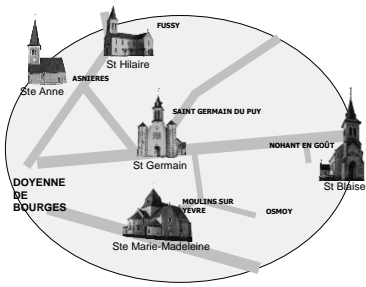 FUSSY
St Hilaire
ASNIERES
Ste Anne
SAINT GERMAIN DU PUY
St Germain
NOHANT EN GOÛT
St Blaise
DOYENNE
DE
BOURGES
MOULINS SUR
YEVRE
OSMOY
Ste Marie-Madeleine